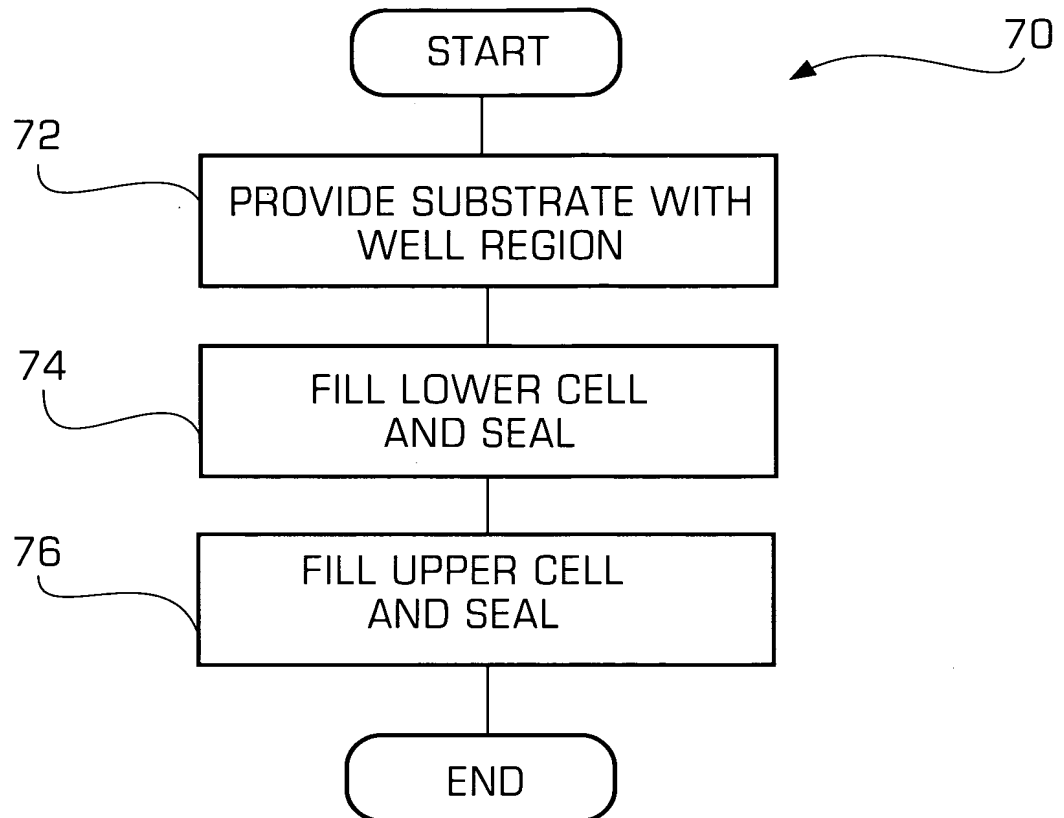 START
70
72
PROVIDE SUBSTRATE WITH
WELL REGION
74
FILL LOWER CELL
AND SEAL
76
FILL UPPER CELL
AND SEAL
END